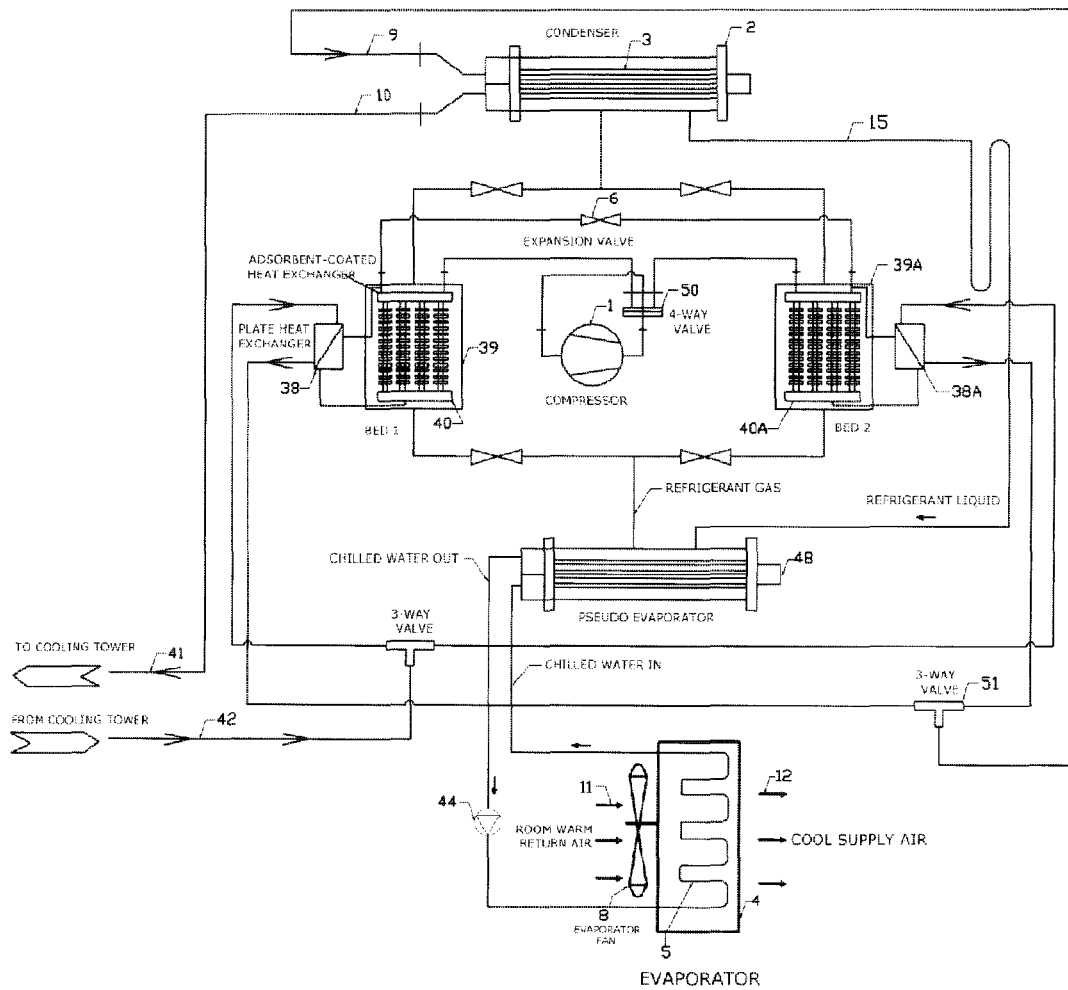 CONDENSER
2
3
9
10
15
6
EXPANSION VALVE
ADSORBENT-COATED
HEAT EXCHANGER
39A
50
4-WAY
VALVE
1
PLATE HEAT
EXCHANGER
39
38
38A
COMPRESSOR
40
40A
BED 1
BED 2
REFRIGERANT GAS
REFRIGERANT LIQUID
CHILLED WATER OUT
48
PSEUDO EVAPORATOR
3-WAY
VALVE
TO COOLING TOWER
41
CHILLED WATER IN
3-WAY
VALVE
51
FROM COOLING TOWER
42
11
12
44
ROOM WARM
RETURN AIR
COOL SUPPLY AIR
8
EVAPORATOR
FAN
5
4
EVAPORATOR